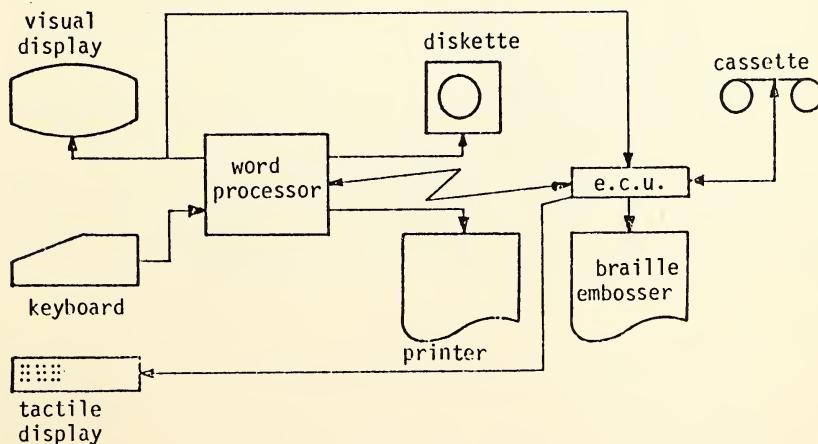 visual
display
diskette
cassette
word
processor
e.c.u.
keyboard
braille
embosser
printer
tactile
display